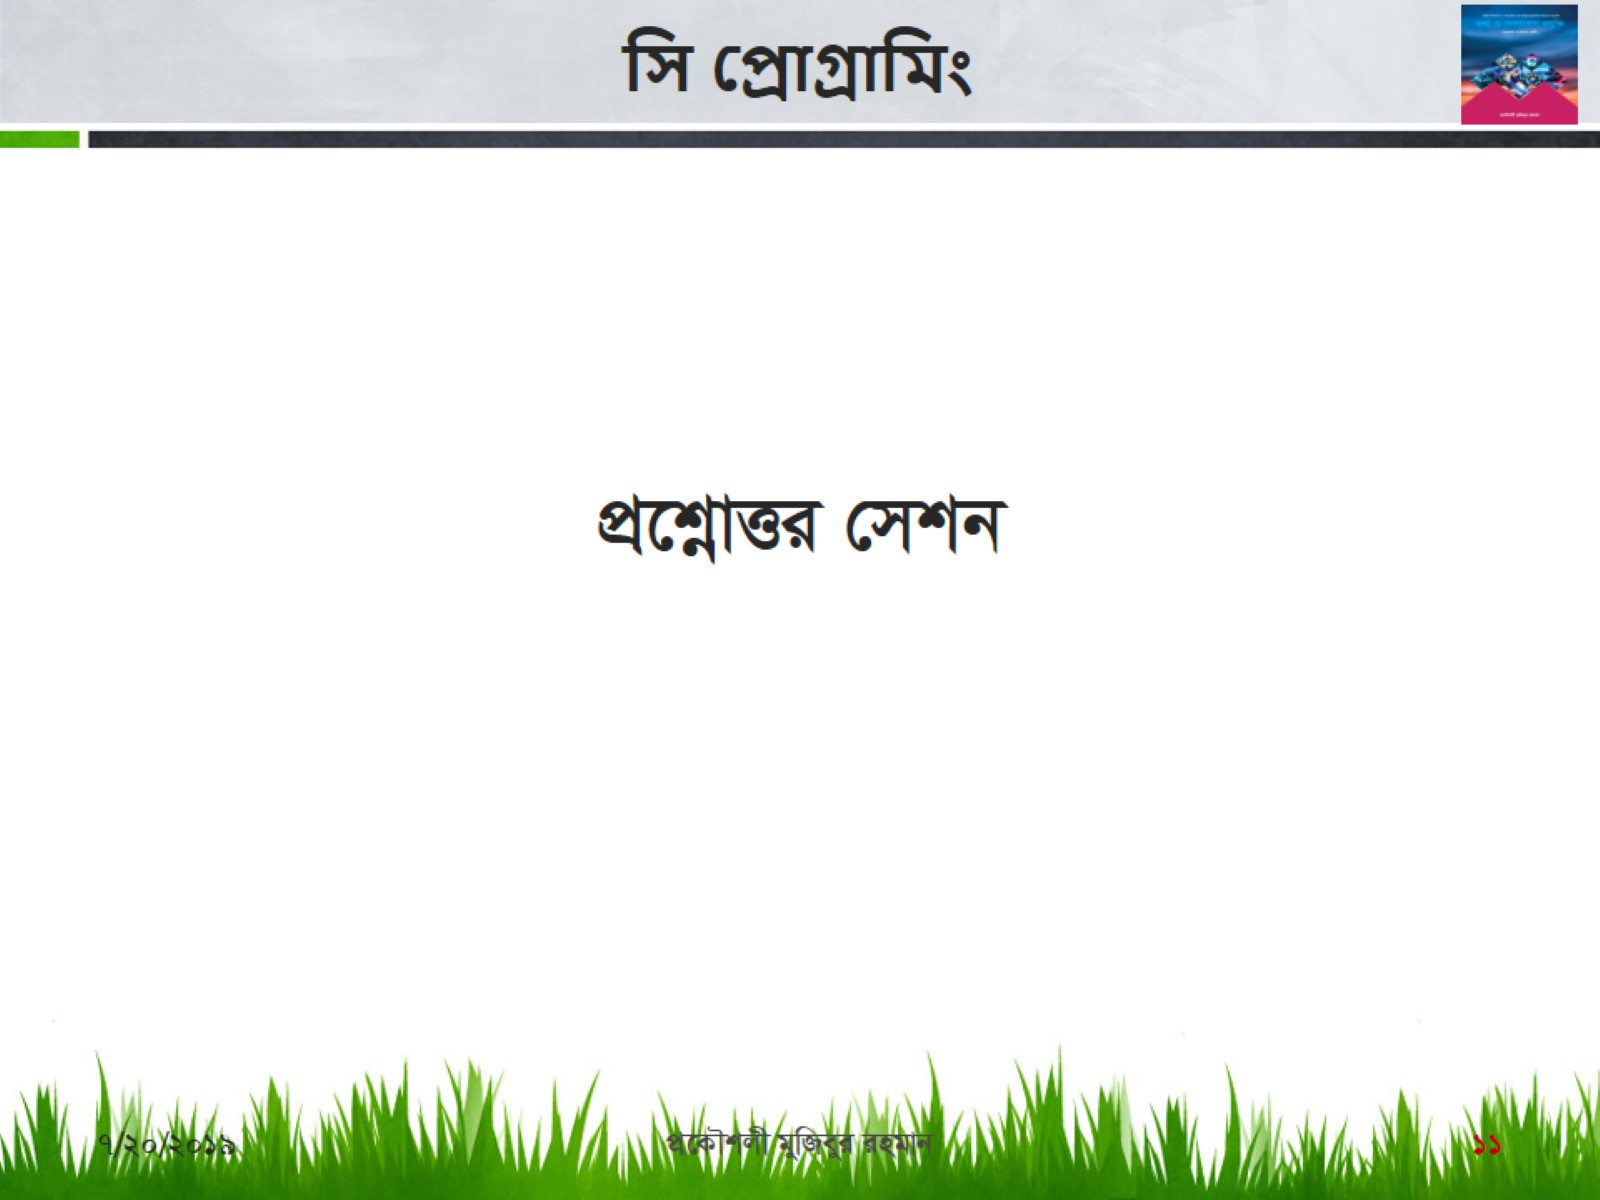 সি প্রোগ্রামিং
প্রশ্নোত্তর সেশন
৭/২০/২০১৯
প্রকৌশলী মুজিবুর রহমান
১১